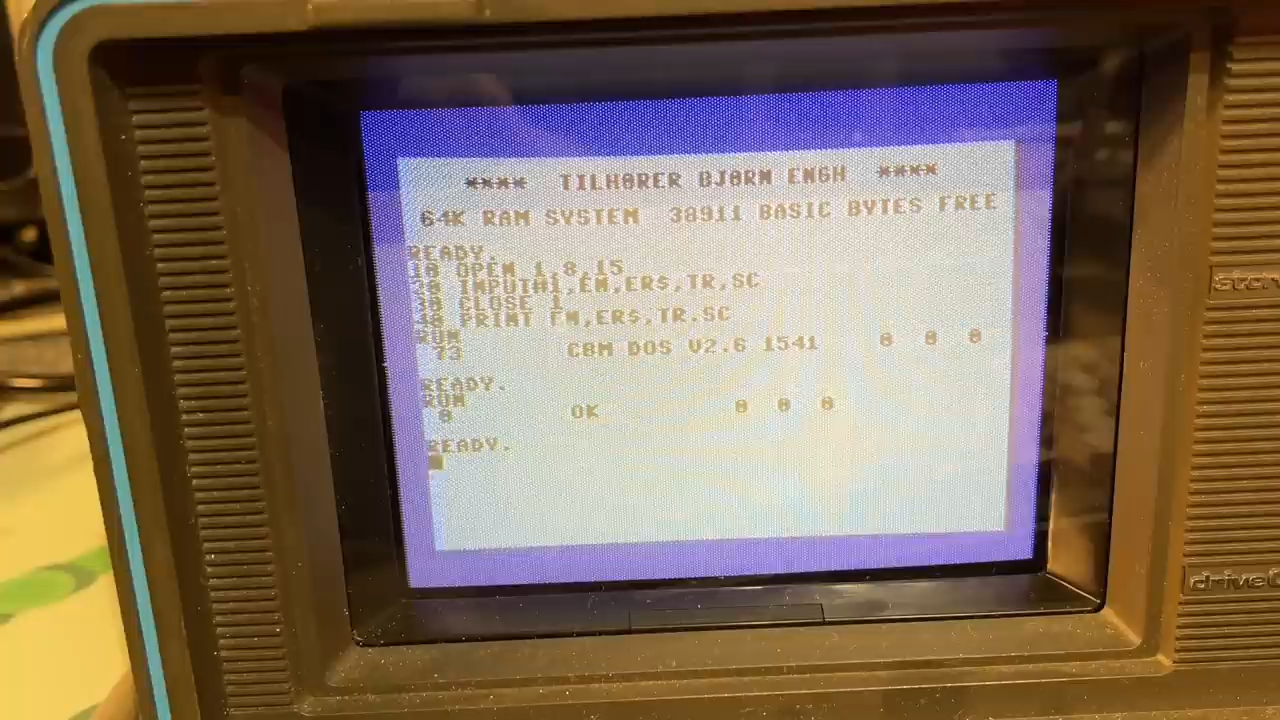 **** TILHØRER BJØRN ENGH ****
64K RAM SYSTEM 38911 BASIC BYTES FREE
READY.
10 OPEN 1,8,15
20 INPUT#1,EM,ER$,TR,SC
30 CLOSE 1
40 PRINT EM,ER$,TR,SC
RUN
73 CBM DOS V2.6 1541 0 0 0
READY.
RUN
0 OK 0 0 0
READY.